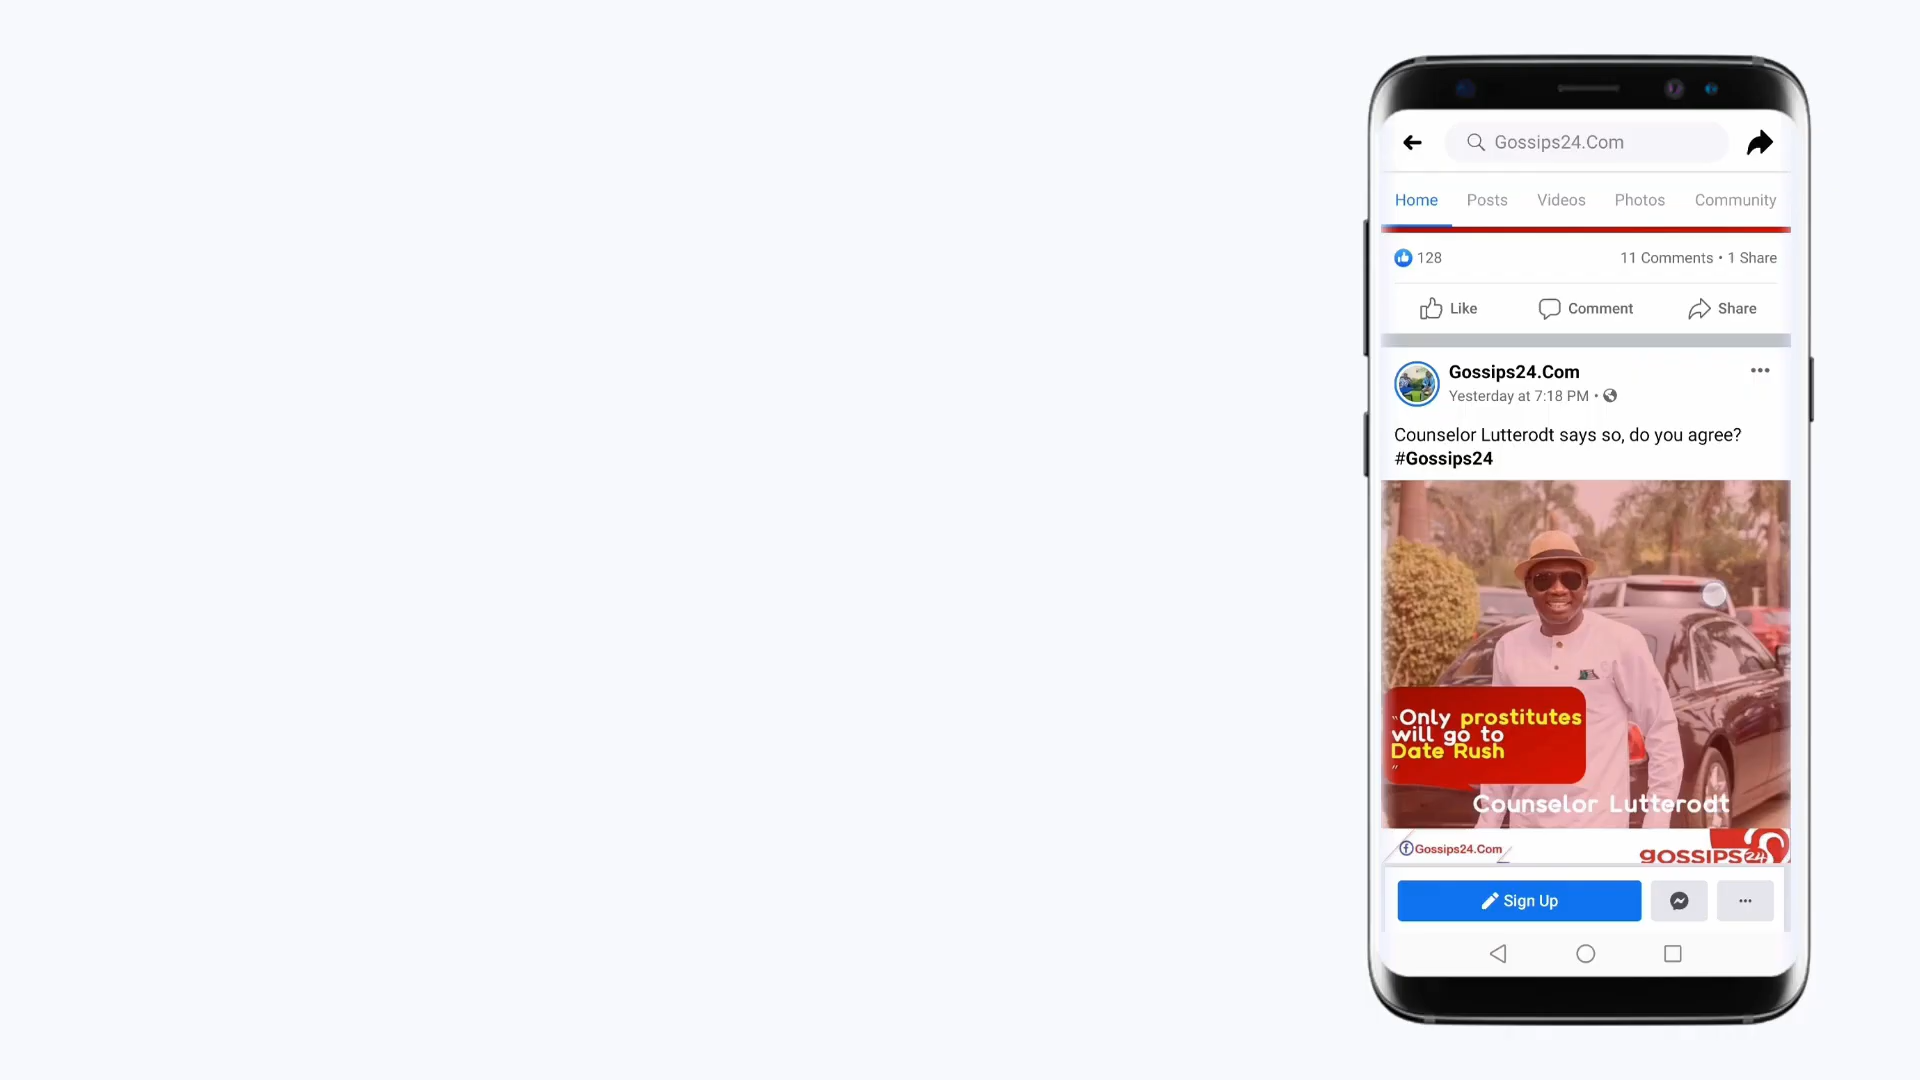 Gossips24.Com
Home Posts Videos Photos Community
128 11 Comments • 1 Share
Like Comment Share
Gossips24.Com
Yesterday at 7:18 PM •
Counselor Lutterodt says so, do you agree?
#Gossips24
"Only prostitutes
will go to
Date Rush
"
Counselor Lutterodt
Gossips24.Com
gossips24
Sign Up